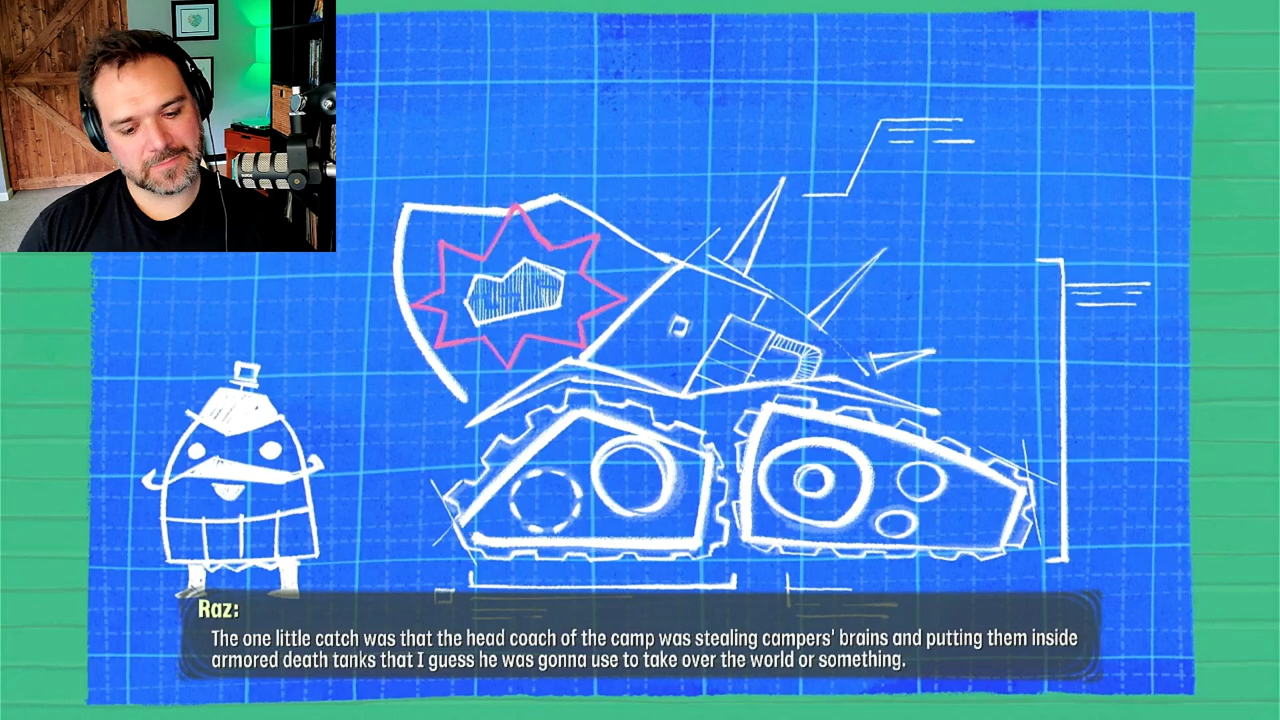 Raz:
The one little catch was that the head coach of the camp was stealing campers' brains and putting them inside
armored death tanks that I guess he was gonna use to take over the world or something.